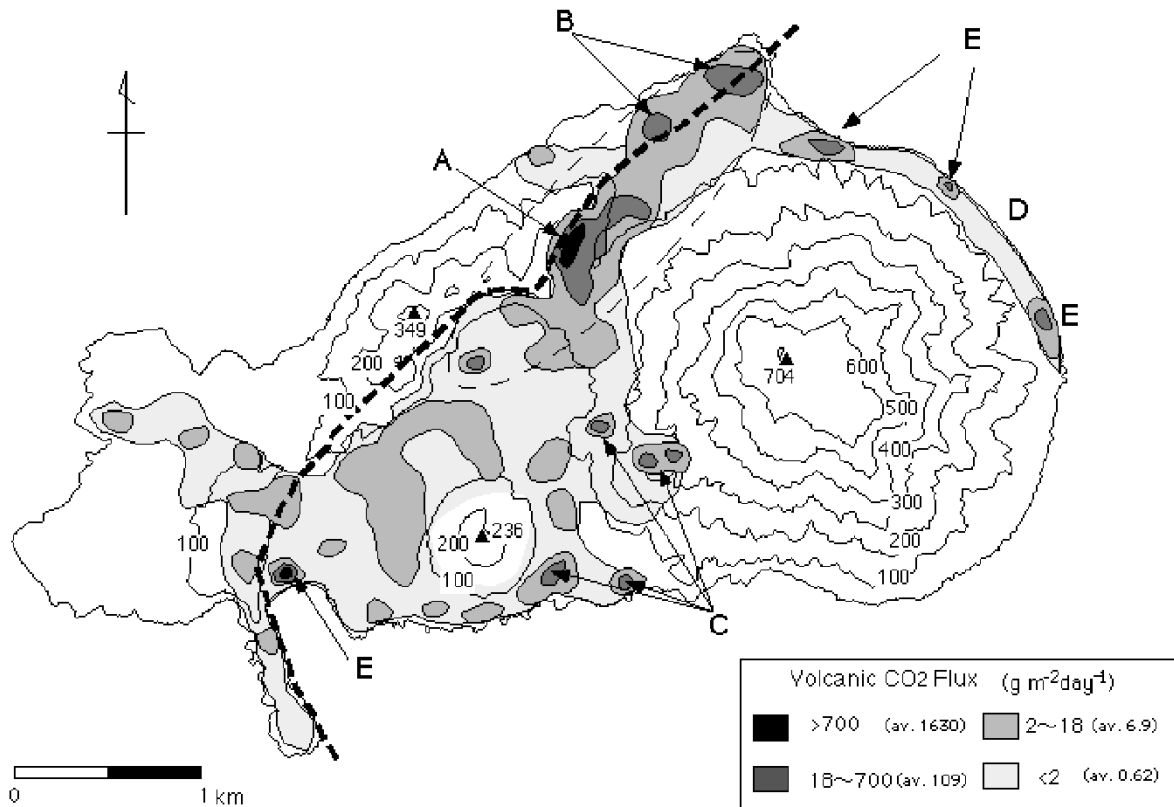 B
E
A
D
349
200
100
704
600
E
500
400
300
200
100
100
200
236
100
C
E
Volcanic CO2 Flux (g m-2day-1)
>700 (av. 1630)
2~18 (av. 6.9)
18~700 (av. 109)
<2 (av. 0.62)
0
1 km